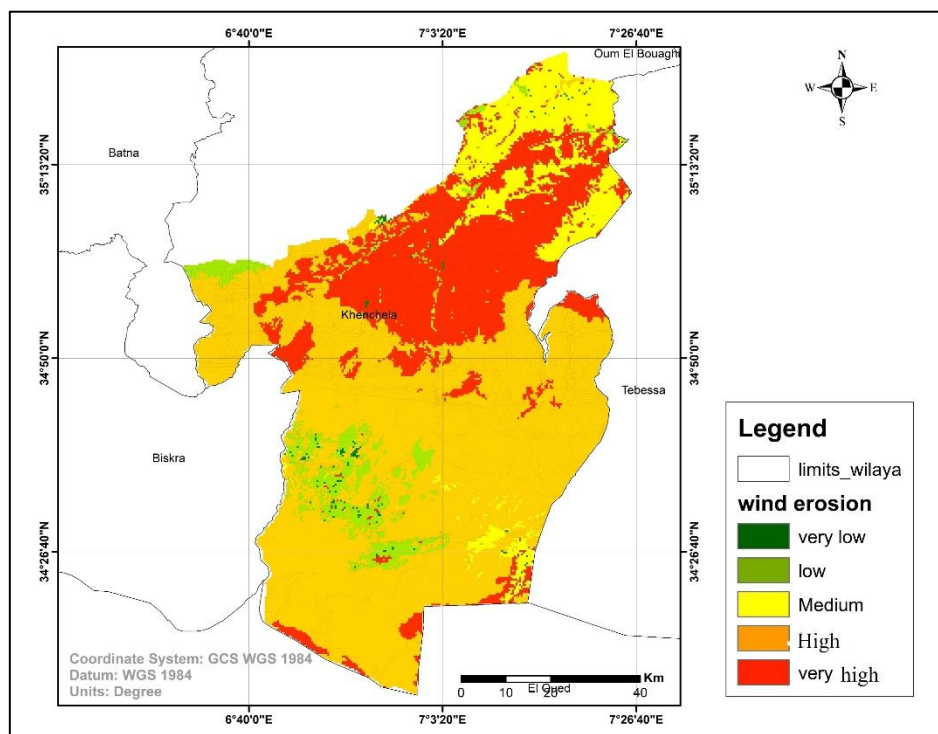 6°40'0"E 7°3'20"E 7°26'40"E
Oum El Bouaghi
N
W E
S
Batna
35°13'20"N 35°13'20"N
Khenchela
34°50'0"N 34°50'0"N
Tebessa
Biskra
34°26'40"N 34°26'40"N
Legend
limits_wilaya
wind erosion
very low
low
Medium
High
very high
Coordinate System: GCS WGS 1984
Datum: WGS 1984
Units: Degree
Km
0 10 20 40
El Oued
6°40'0"E 7°3'20"E 7°26'40"E